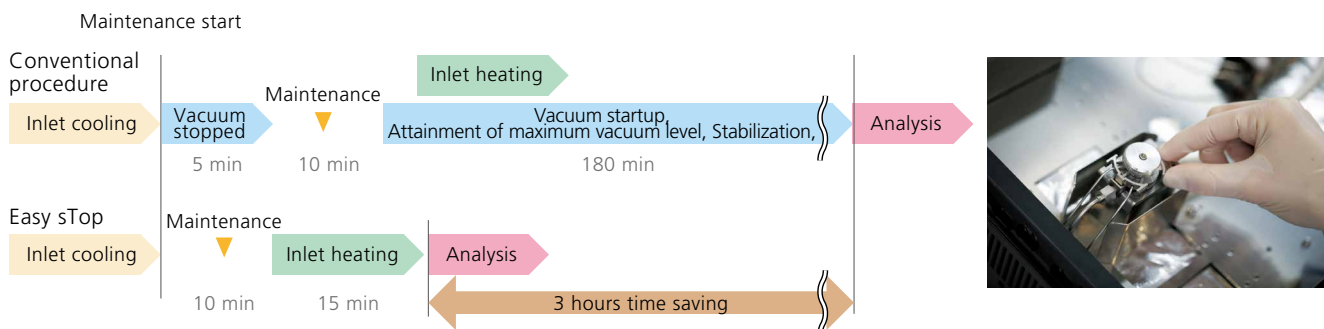 Maintenance start
Conventional
procedure
Inlet heating
Inlet cooling
Vacuum
stopped
Maintenance
Vacuum startup,
Attainment of maximum vacuum level, Stabilization,
Analysis
5 min
10 min
180 min
Easy sTop
Maintenance
Inlet cooling
Inlet heating
Analysis
10 min
15 min
3 hours time saving